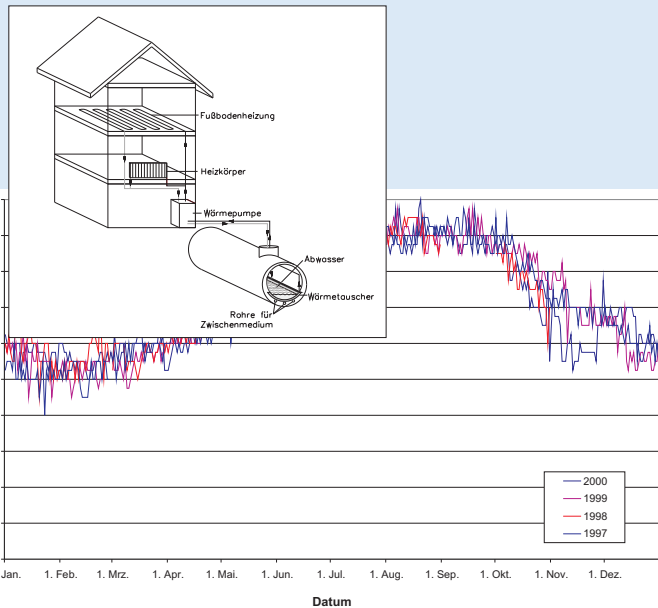 Fußbodenheizung
Heizkörper
Wärmepumpe
Abwasser
Wärmetauscher
Rohre für
Zwischenmedium
2000
1999
1998
1997
Jan. 1. Feb. 1. Mrz. 1. Apr. 1. Mai. 1. Jun. 1. Jul. 1. Aug. 1. Sep. 1. Okt. 1. Nov. 1. Dez.
Datum